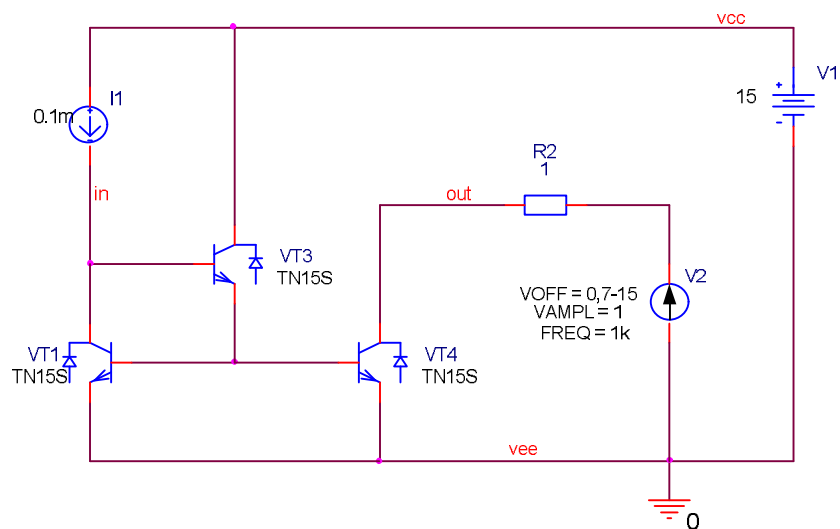 vcc
V1
I1
0.1m
15
R2
1
in
out
VT3
TN15S
V2
VOFF = 0,7-15
VAMPL = 1
FREQ = 1k
VT1
TN15S
VT4
TN15S
vee
0